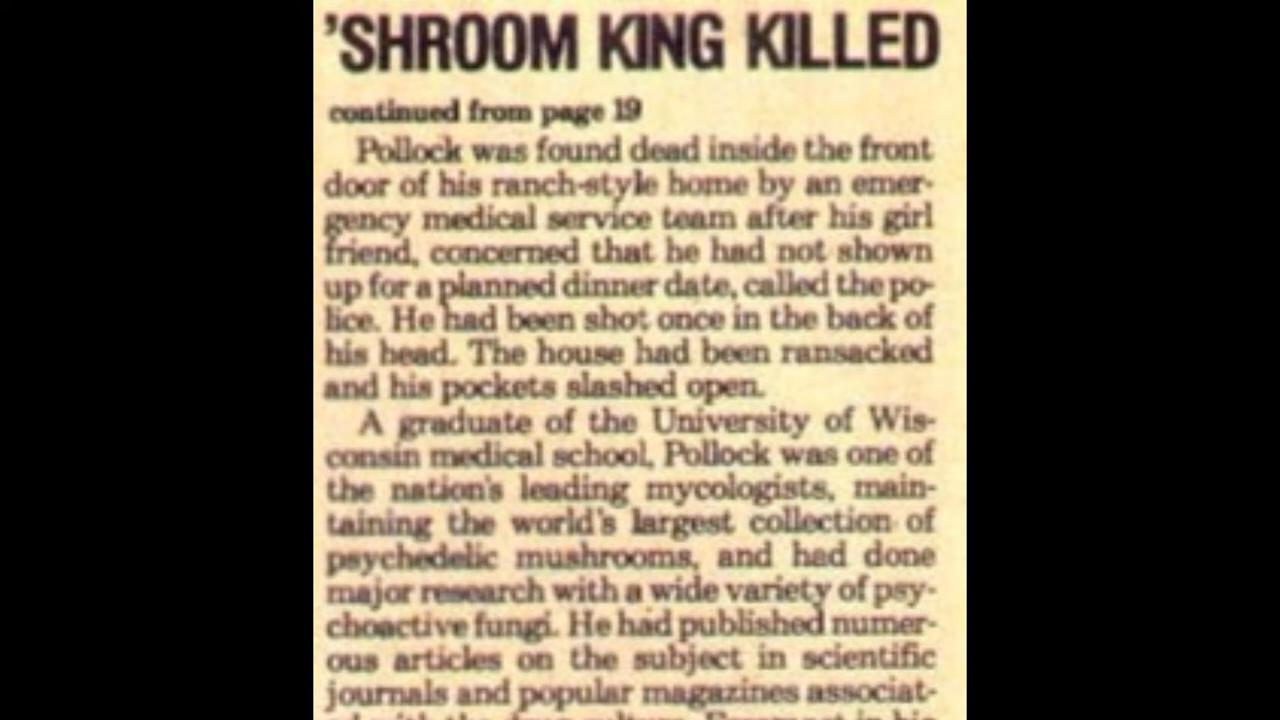 'SHROOM KING KILLED
continued from page 19
Pollock was found dead inside the front
door of his ranch-style home by an emer-
gency medical service team after his girl
friend, concerned that he had not shown
up for a planned dinner date, called the po-
lice. He had been shot once in the back of
his head. The house had been ransacked
and his pockets slashed open.
A graduate of the University of Wis-
consin medical school, Pollock was one of
the nation's leading mycologists, main-
taining the world's largest collection of
psychedelic mushrooms, and had done
major research with a wide variety of psy-
choactive fungi. He had published numer-
ous articles on the subject in scientific
journals and popular magazines associat-